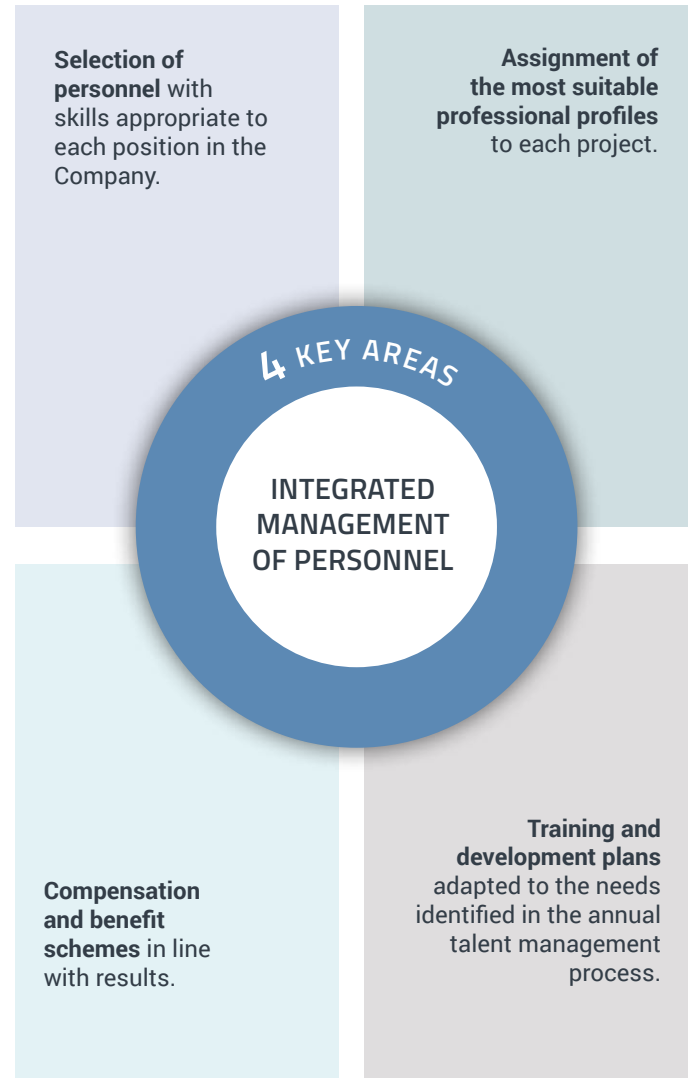 Selection of
personnel with
skills appropriate to
each position in the
Company.
Assignment of
the most suitable
professional profiles
to each project.
4 KEY AREAS
INTEGRATED
MANAGEMENT
OF PERSONNEL
Compensation
and benefit
schemes in line
with results.
Training and
development plans
adapted to the needs
identified in the annual
talent management
process.